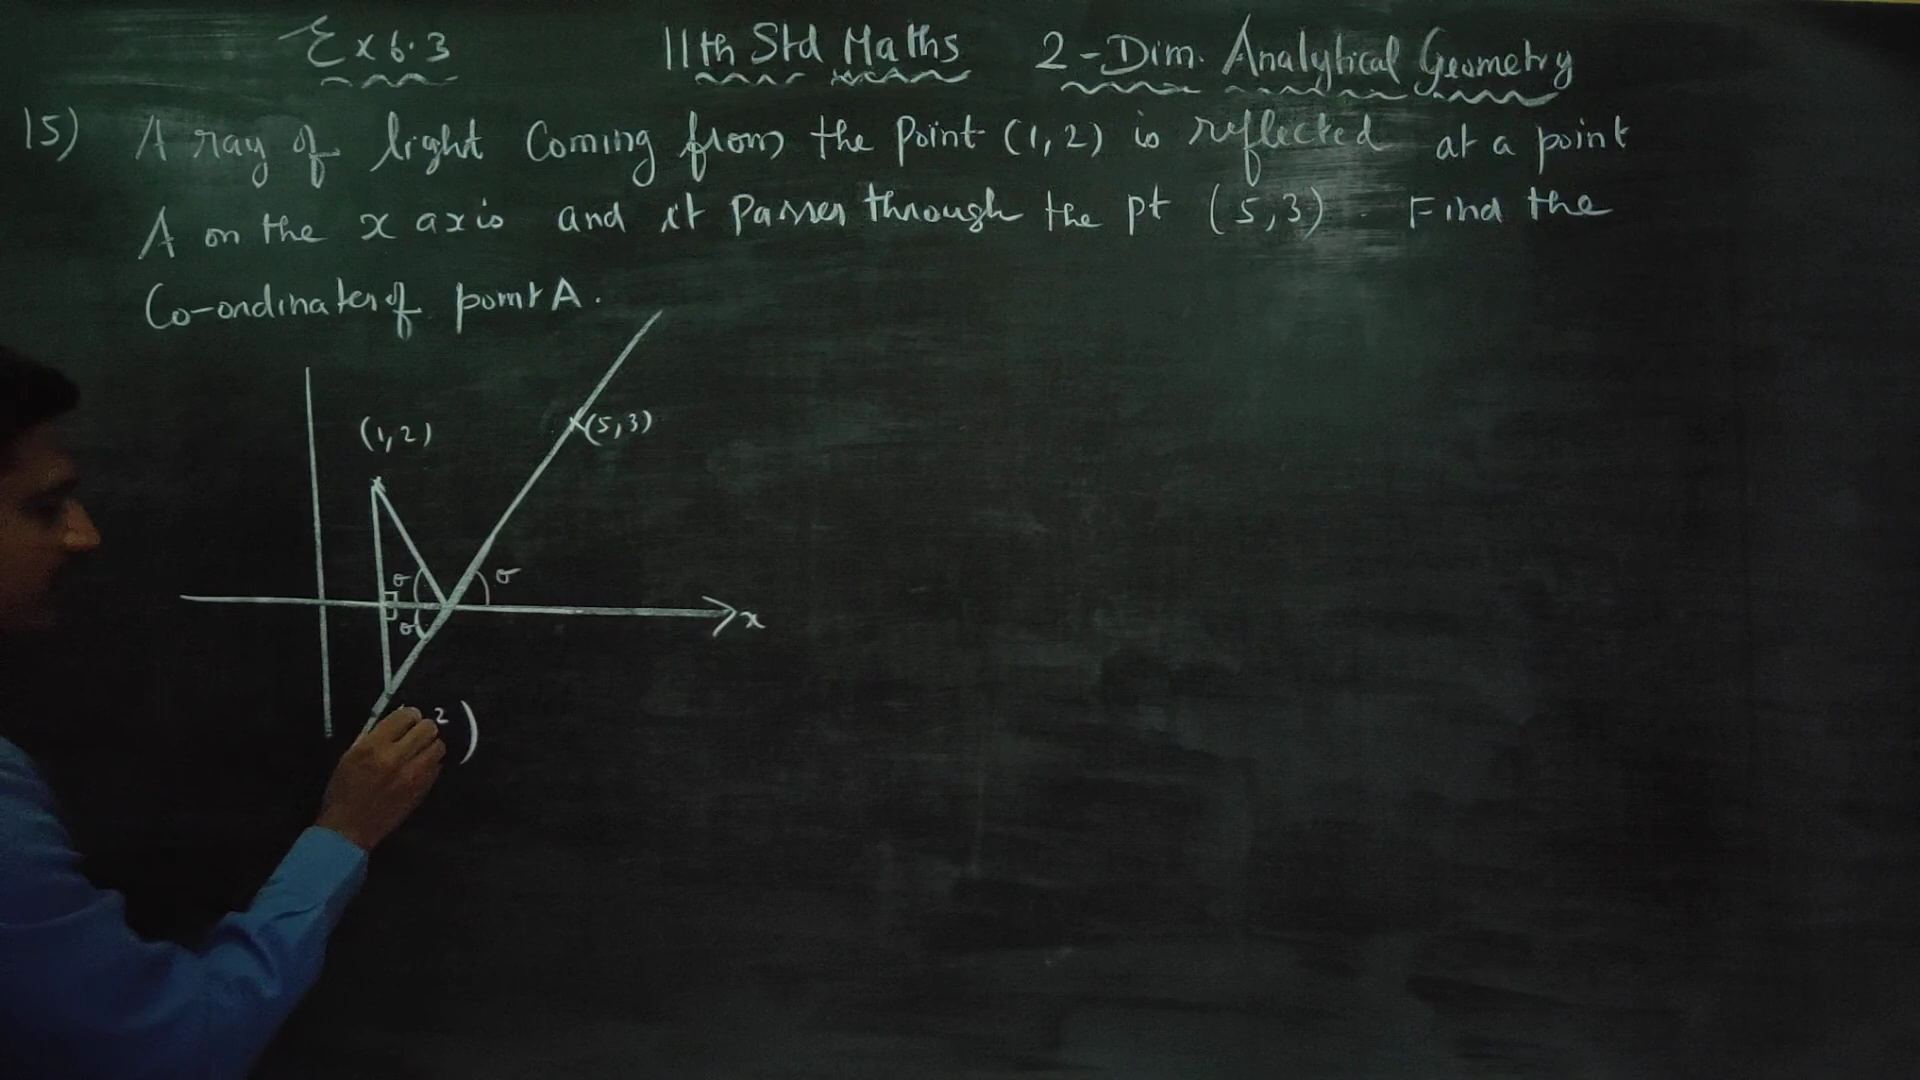 Ex 6.3 11th Std Maths 2-Dim. Analytical Geometry
15) A ray of light Coming from the Point (1,2) is reflected at a point
A on the x axis and it Passes through the pt (5,3). Find the
Co-ordinates of point A.
(1,2)
(5,3)
θ θ
x
θ
2)